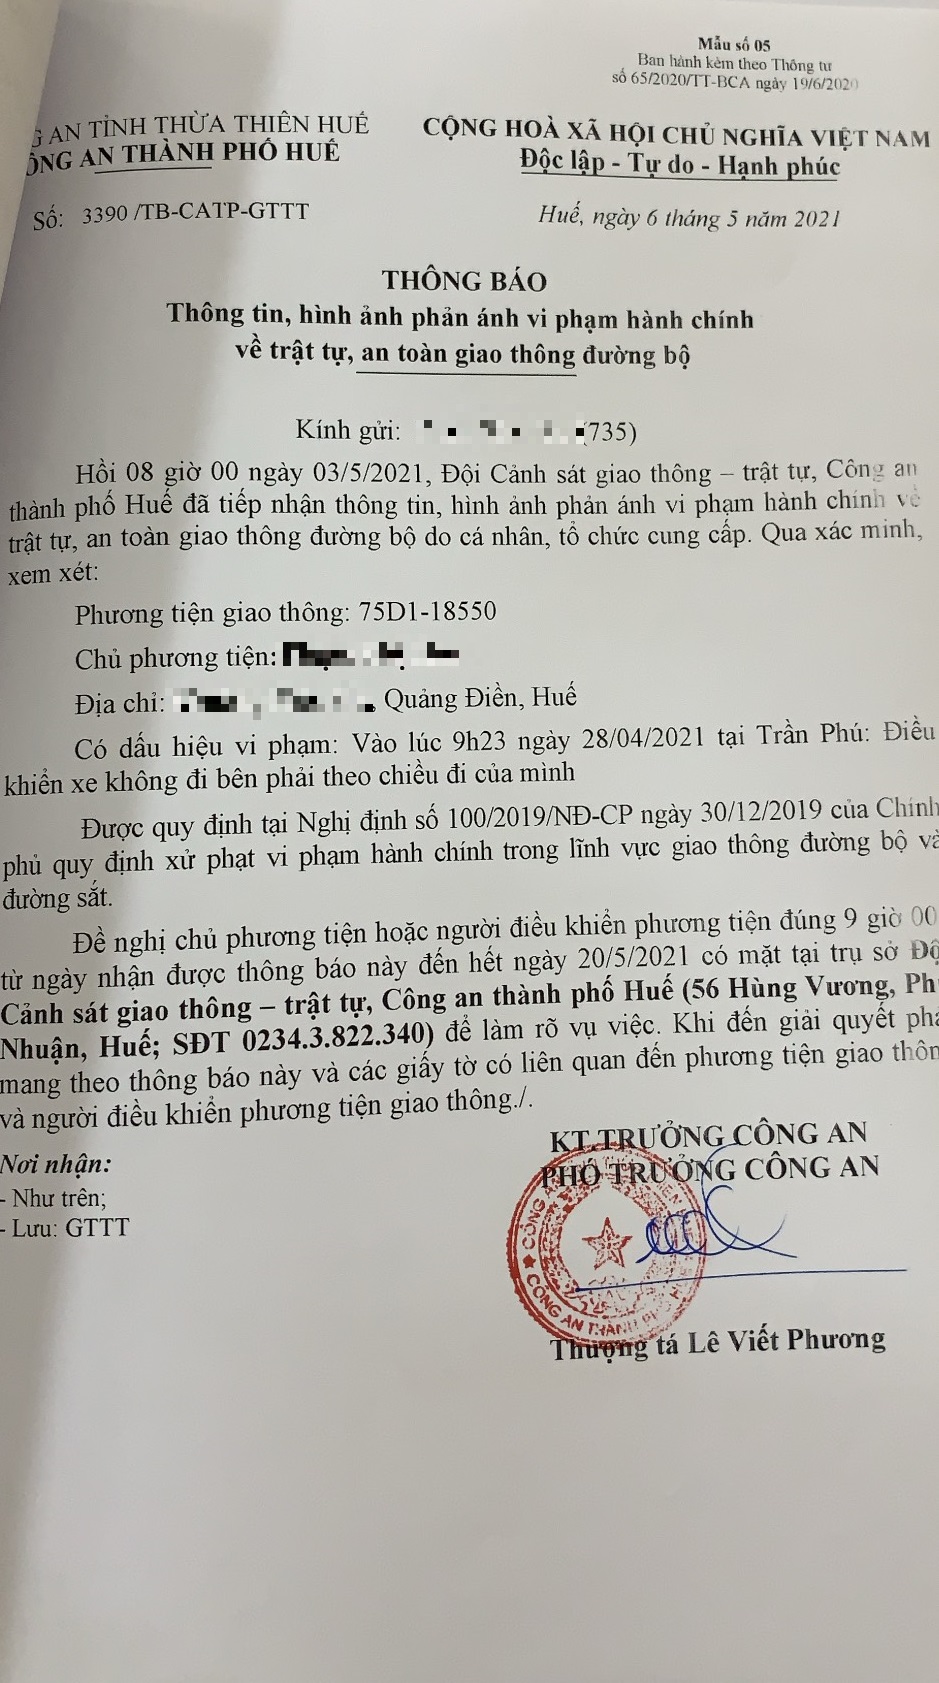 Mẫu số 05
Ban hành kèm theo Thông tư
số 65/2020/TT-BCA ngày 19/6/2020
G AN TỈNH THỪA THIÊN HUẾ
ÔNG AN THÀNH PHỐ HUẾ
CỘNG HOÀ XÃ HỘI CHỦ NGHĨA VIỆT NAM
Độc lập - Tự do - Hạnh phúc
Số: 3390 /TB-CATP-GTTT
Huế, ngày 6 tháng 5 năm 2021
THÔNG BÁO
Thông tin, hình ảnh phản ánh vi phạm hành chính
về trật tự, an toàn giao thông đường bộ
Kính gửi: (735)
Hồi 08 giờ 00 ngày 03/5/2021, Đội Cảnh sát giao thông – trật tự, Công an
thành phố Huế đã tiếp nhận thông tin, hình ảnh phản ánh vi phạm hành chính về
trật tự, an toàn giao thông đường bộ do cá nhân, tổ chức cung cấp. Qua xác minh,
xem xét:
Phương tiện giao thông: 75D1-18550
Chủ phương tiện:
Địa chỉ: , Quảng Điền, Huế
Có dấu hiệu vi phạm: Vào lúc 9h23 ngày 28/04/2021 tại Trần Phú: Điều
khiển xe không đi bên phải theo chiều đi của mình
Được quy định tại Nghị định số 100/2019/NĐ-CP ngày 30/12/2019 của Chính
phủ quy định xử phạt vi phạm hành chính trong lĩnh vực giao thông đường bộ và
đường sắt.
Đề nghị chủ phương tiện hoặc người điều khiển phương tiện đúng 9 giờ 00
từ ngày nhận được thông báo này đến hết ngày 20/5/2021 có mặt tại trụ sở Độ
Cảnh sát giao thông – trật tự, Công an thành phố Huế (56 Hùng Vương, Ph
Nhuận, Huế; SĐT 0234.3.822.340) để làm rõ vụ việc. Khi đến giải quyết phả
mang theo thông báo này và các giấy tờ có liên quan đến phương tiện giao thôn
và người điều khiển phương tiện giao thông./.
Nơi nhận:
- Như trên;
- Lưu: GTTT
KT.TRƯỞNG CÔNG AN
PHÓ TRƯỞNG CÔNG AN
CÔNG AN THÀNH PHỐ HUẾ
Thượng tá Lê Viết Phương